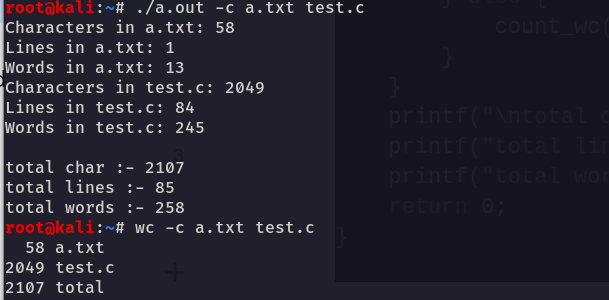 root@kali:~# ./a.out -c a.txt test.c
Characters in a.txt: 58
Lines in a.txt: 1
Words in a.txt: 13
Characters in test.c: 2049
Lines in test.c: 84
Words in test.c: 245
total char :- 2107
total lines :- 85
total words :- 258
root@kali:~# wc -c a.txt test.c
58 a.txt
2049 test.c
2107 total
} else {
count_wc(
}
}
printf("\ntotal
printf("total
printf("total
return 0;
}